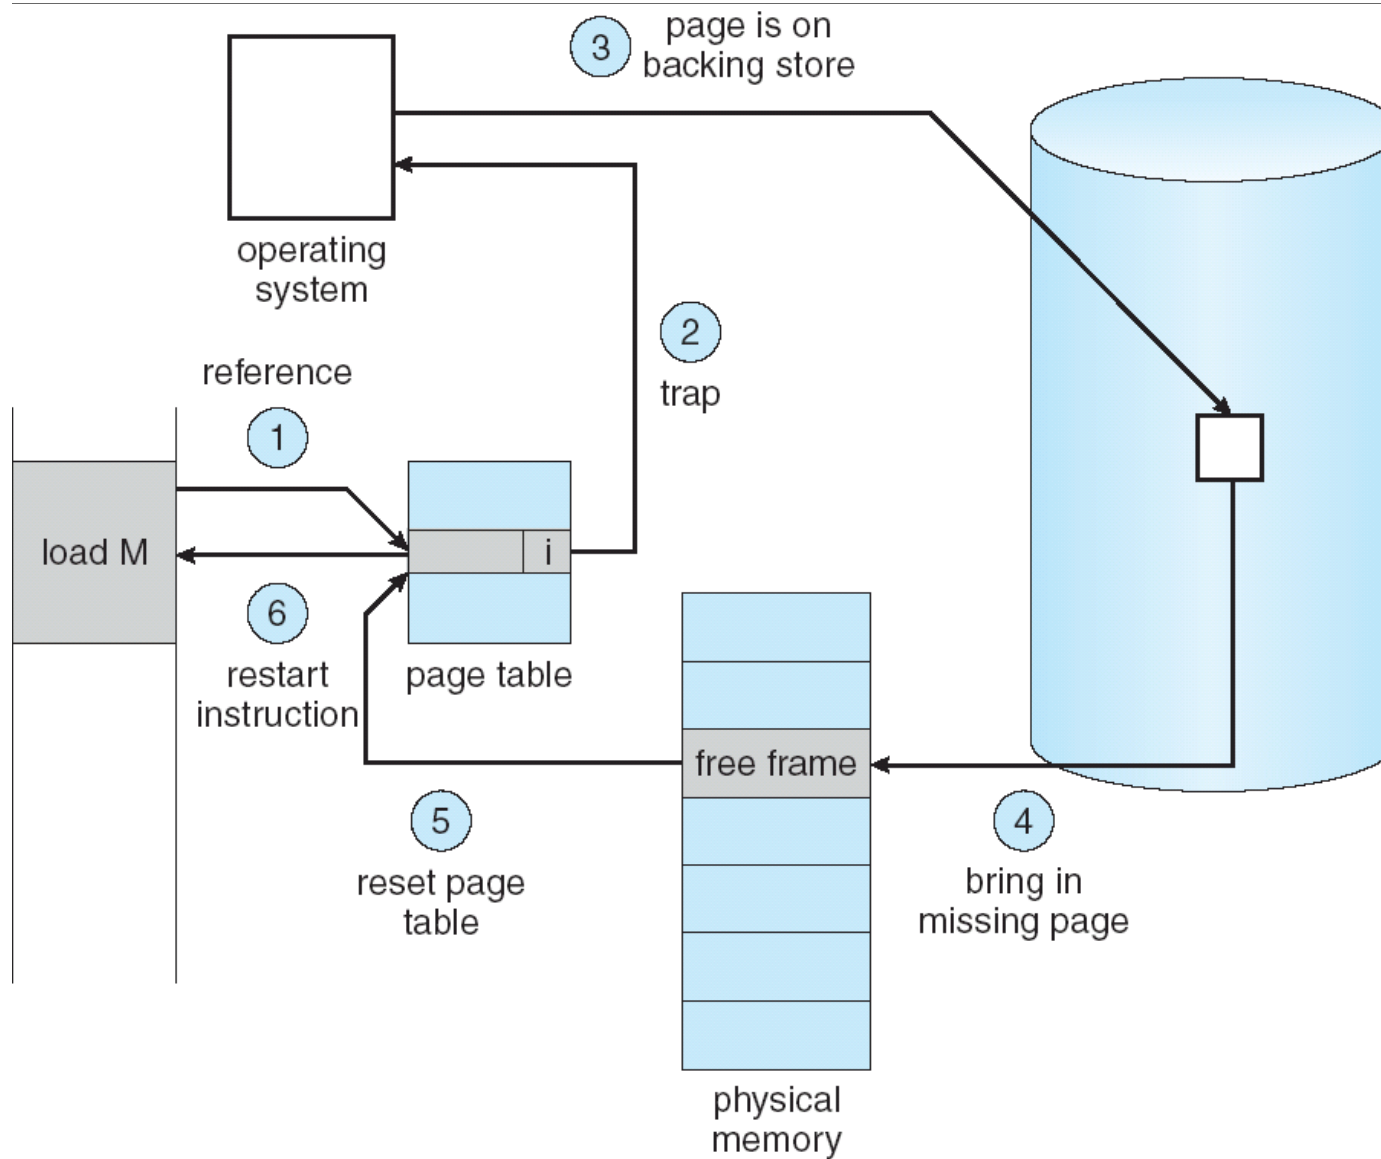 3
page is on
backing store
operating
system
2
trap
reference
1
load M
i
6
restart
instruction
page table
free frame
5
reset page
table
4
bring in
missing page
physical
memory